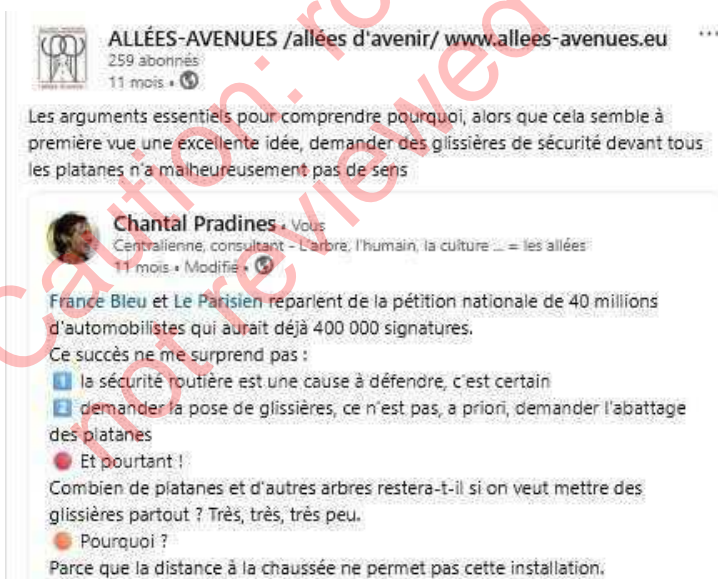 ALLÉES-AVENUES /allées d'avenir/ www.allees-avenues.eu
259 abonnés
11 mois •
Les arguments essentiels pour comprendre pourquoi, alors que cela semble à
première vue une excellente idée, demander des glissières de sécurité devant tous
les platanes n'a malheureusement pas de sens
Chantal Pradines • Vous
Centralienne, consultant - L'arbre, l'humain, la culture ... = les allées
11 mois • Modifié •
France Bleu et Le Parisien reparlent de la pétition nationale de 40 millions
d'automobilistes qui aurait déjà 400 000 signatures.
Ce succès ne me surprend pas :
1 la sécurité routière est une cause à défendre, c'est certain
2 demander la pose de glissières, ce n'est pas, a priori, demander l'abattage
des platanes
Et pourtant !
Combien de platanes et d'autres arbres restera-t-il si on veut mettre des
glissières partout ? Très, très, très peu.
Pourquoi ?
Parce que la distance à la chaussée ne permet pas cette installation.
Caution: not reviewed